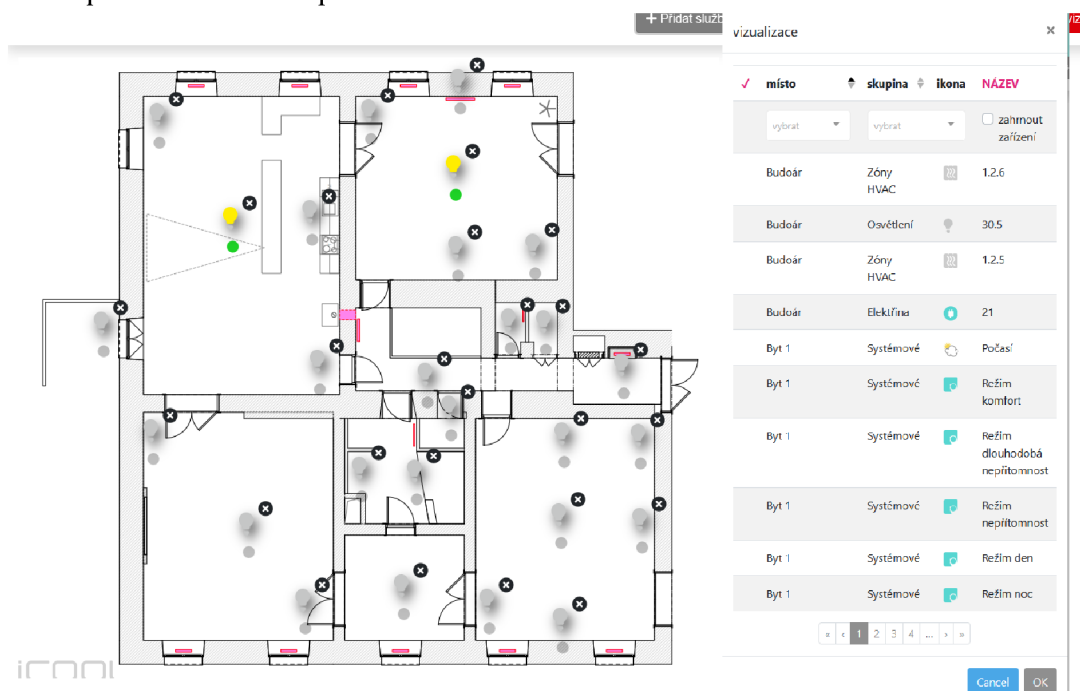 + Přidat služb
vizualizace ×
✓ místo skupina ikona NÁZEV
vybrat vybrat zahrnout zařízení
Budoár Zóny HVAC 1.2.6
Budoár Osvětlení 30.5
Budoár Zóny HVAC 1.2.5
Budoár Elektřina 21
Byt 1 Systémové Počasí
Byt 1 Systémové Režim komfort
Byt 1 Systémové Režim dlouhodobá nepřítomnost
Byt 1 Systémové Režim nepřítomnost
Byt 1 Systémové Režim den
Byt 1 Systémové Režim noc
« ‹ 1 2 3 4 ... › »
Cancel OK